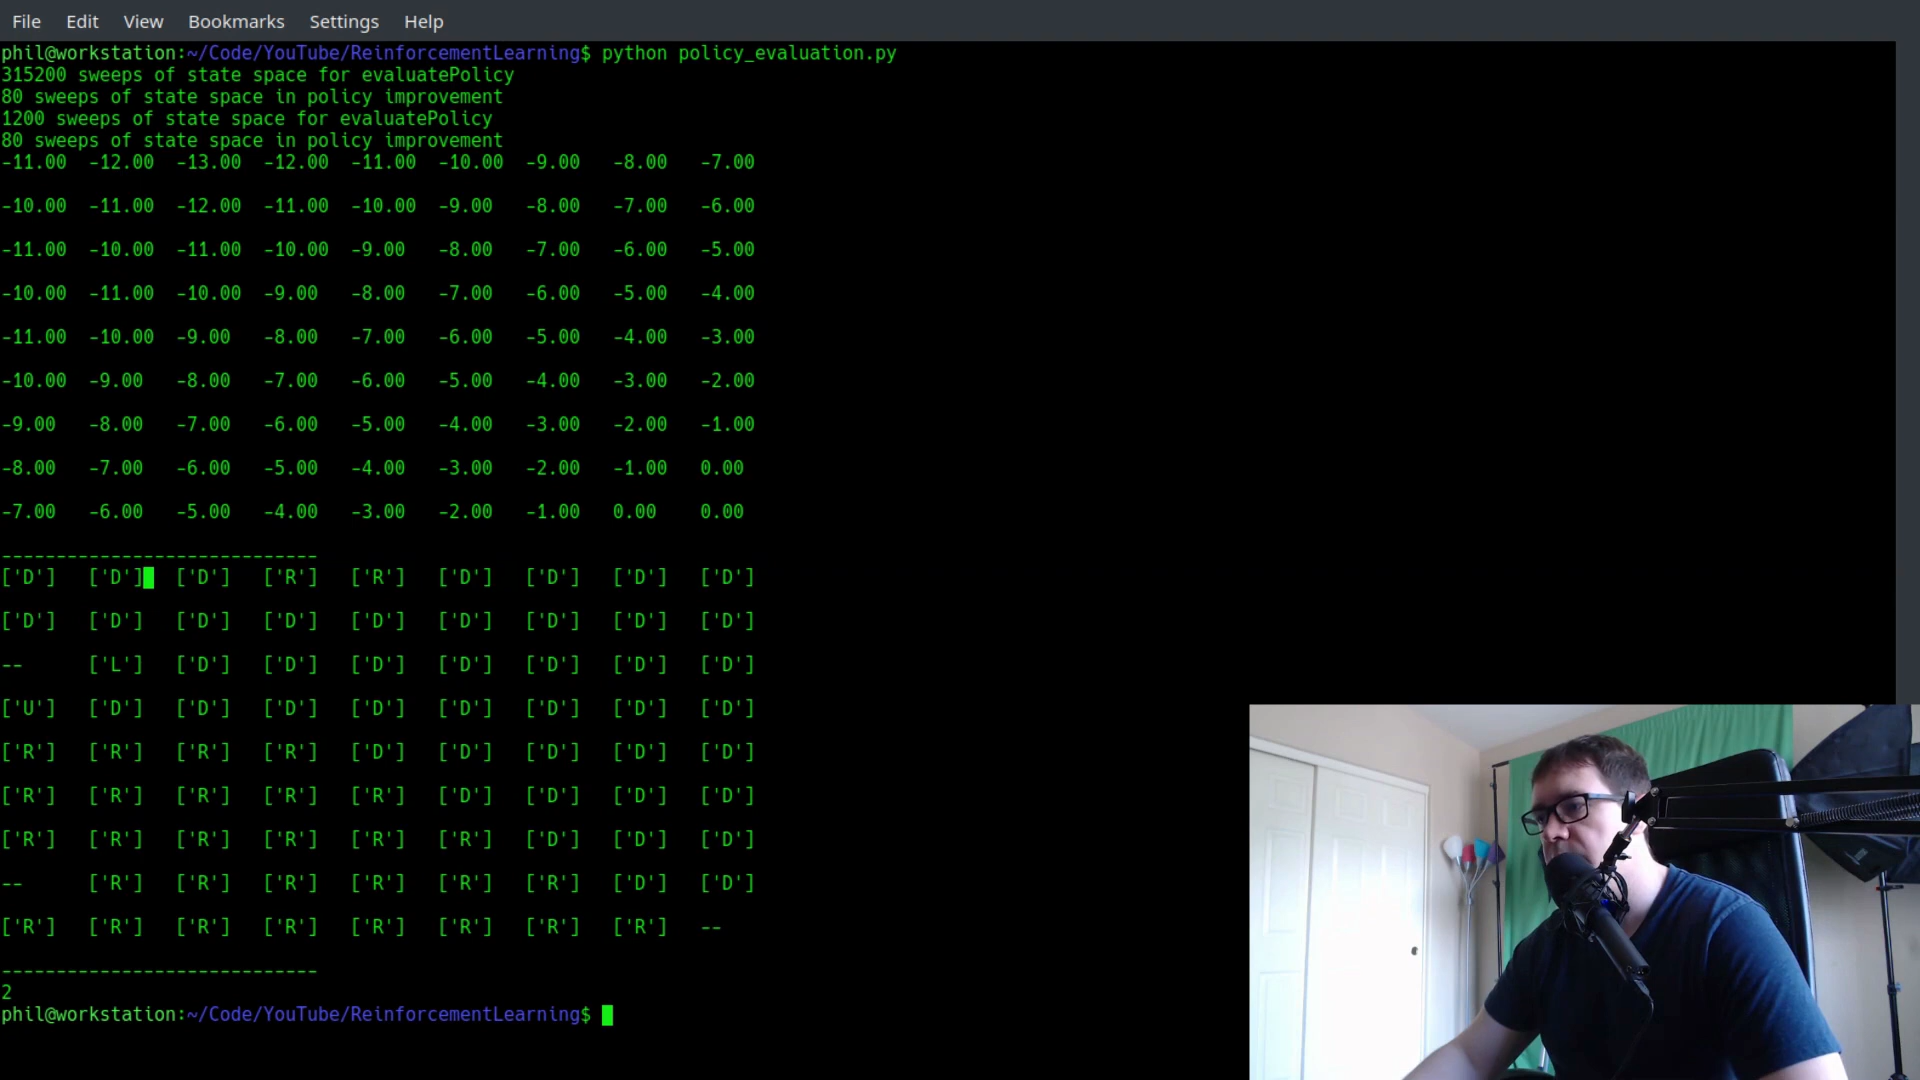 File Edit View Bookmarks Settings Help
phil@workstation:~/Code/YouTube/ReinforcementLearning$ python policy_evaluation.py
315200 sweeps of state space for evaluatePolicy
80 sweeps of state space in policy improvement
1200 sweeps of state space for evaluatePolicy
80 sweeps of state space in policy improvement
-11.00 -12.00 -13.00 -12.00 -11.00 -10.00 -9.00 -8.00 -7.00
-10.00 -11.00 -12.00 -11.00 -10.00 -9.00 -8.00 -7.00 -6.00
-11.00 -10.00 -11.00 -10.00 -9.00 -8.00 -7.00 -6.00 -5.00
-10.00 -11.00 -10.00 -9.00 -8.00 -7.00 -6.00 -5.00 -4.00
-11.00 -10.00 -9.00 -8.00 -7.00 -6.00 -5.00 -4.00 -3.00
-10.00 -9.00 -8.00 -7.00 -6.00 -5.00 -4.00 -3.00 -2.00
-9.00 -8.00 -7.00 -6.00 -5.00 -4.00 -3.00 -2.00 -1.00
-8.00 -7.00 -6.00 -5.00 -4.00 -3.00 -2.00 -1.00 0.00
-7.00 -6.00 -5.00 -4.00 -3.00 -2.00 -1.00 0.00 0.00
-----------------------------
['D'] ['D'] ['D'] ['R'] ['R'] ['D'] ['D'] ['D'] ['D']
['D'] ['D'] ['D'] ['D'] ['D'] ['D'] ['D'] ['D'] ['D']
-- ['L'] ['D'] ['D'] ['D'] ['D'] ['D'] ['D'] ['D']
['U'] ['D'] ['D'] ['D'] ['D'] ['D'] ['D'] ['D'] ['D']
['R'] ['R'] ['R'] ['R'] ['D'] ['D'] ['D'] ['D'] ['D']
['R'] ['R'] ['R'] ['R'] ['R'] ['D'] ['D'] ['D'] ['D']
['R'] ['R'] ['R'] ['R'] ['R'] ['R'] ['D'] ['D'] ['D']
-- ['R'] ['R'] ['R'] ['R'] ['R'] ['R'] ['D'] ['D']
['R'] ['R'] ['R'] ['R'] ['R'] ['R'] ['R'] ['R'] --
-----------------------------
2
phil@workstation:~/Code/YouTube/ReinforcementLearning$